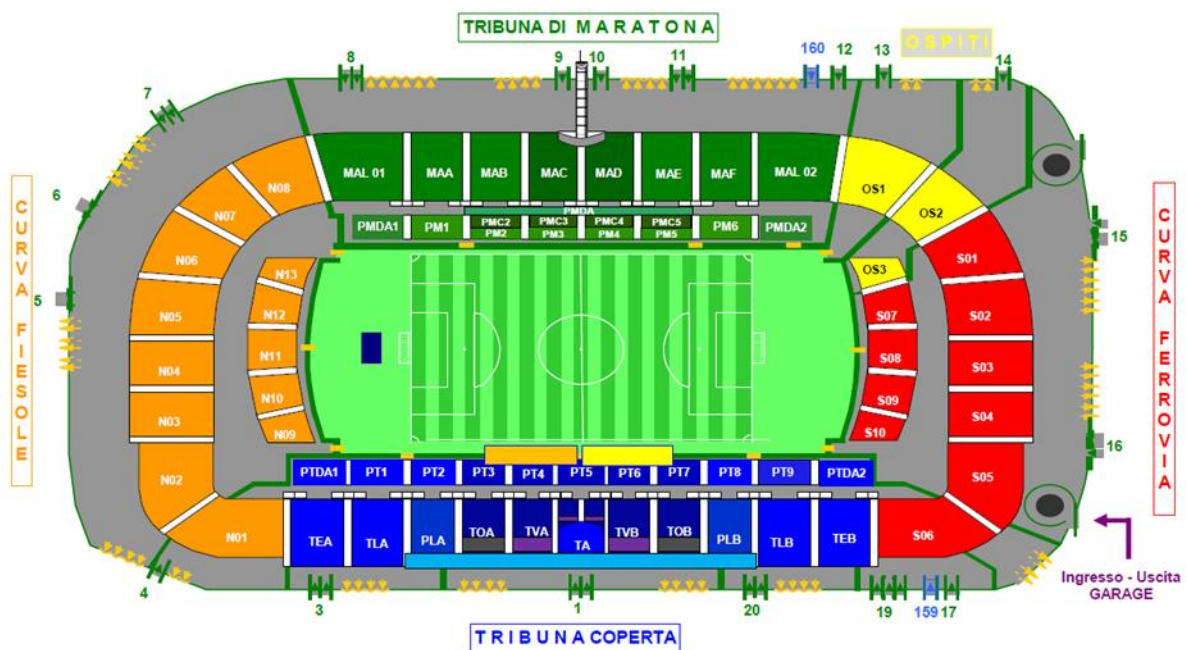 TRIBUNA DI M A R A T O N A
O S P I T I
160
8
9
10
11
12
13
14
7
6
5
4
CURVA FIESOLE
CURVA FERROVIA
MAL 01
MAA
MAB
MAC
MAD
MAE
MAF
MAL 02
PMDA
PMDA1
PM1
PMC2
PMC3
PMC4
PMC5
PM2
PM3
PM4
PM5
PM6
PMDA2
OS1
OS2
OS3
N08
N07
N06
N05
N04
N03
N02
N01
N13
N12
N11
N10
N09
S01
S02
S03
S04
S05
S06
S07
S08
S09
S10
15
16
PTDA1
PT1
PT2
PT3
PT4
PT5
PT6
PT7
PT8
PT9
PTDA2
TEA
TLA
PLA
TOA
TVA
TA
TVB
TOB
PLB
TLB
TEB
Ingresso - Uscita
GARAGE
3
1
20
19
159
17
T R I B U N A COPERTA